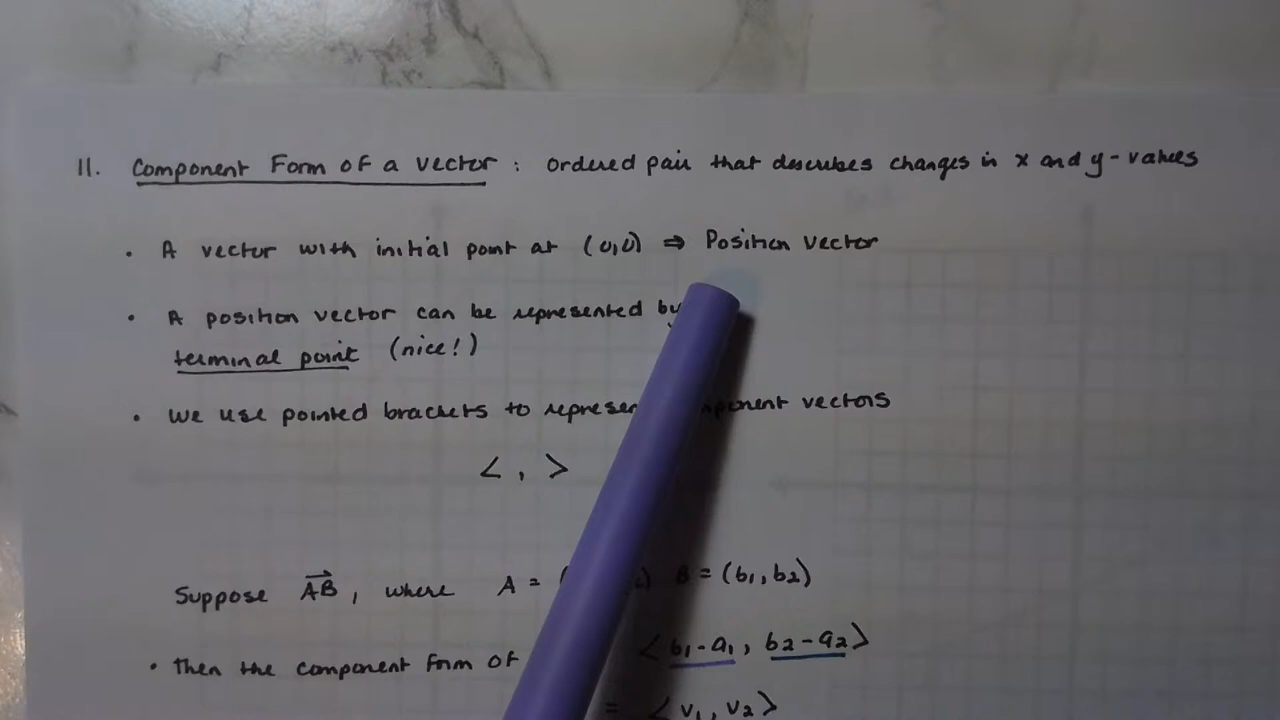 11. Component Form of a vector : ordered pair that describes changes in x and y-values
• A vector with initial point at (0,0) ⇒ Position vector
• A position vector can be represented by
terminal point (nice!)
• We use pointed brackets to vectors
< , >
Suppose AB⃗, where A = ( B = (b₁,b₂)
• Then the component form of <b₁-a₁, b₂-a₂>
= <v₁, v₂>